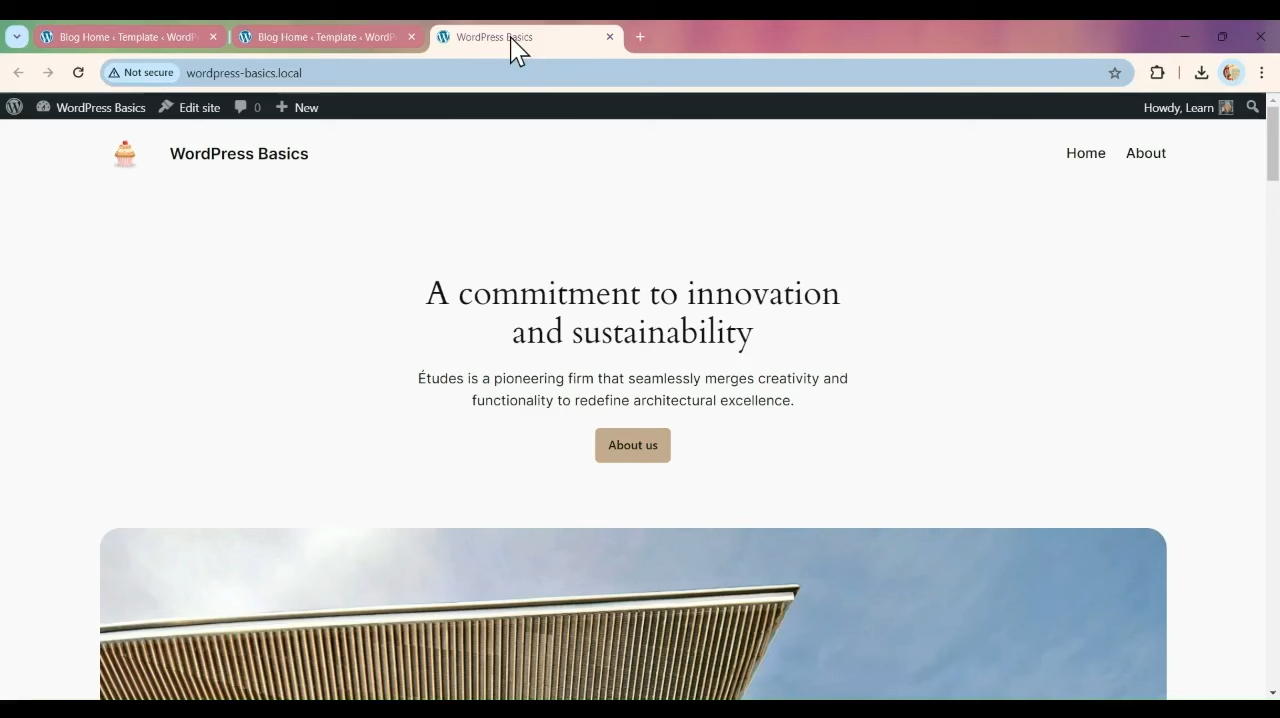 Blog Home ‹ Template ‹ WordP
Blog Home ‹ Template ‹ WordP
WordPress Basics
Not secure
wordpress-basics.local
WordPress Basics
Edit site
0
New
Howdy, Learn
WordPress Basics
Home
About
A commitment to innovation
and sustainability
Études is a pioneering firm that seamlessly merges creativity and
functionality to redefine architectural excellence.
About us